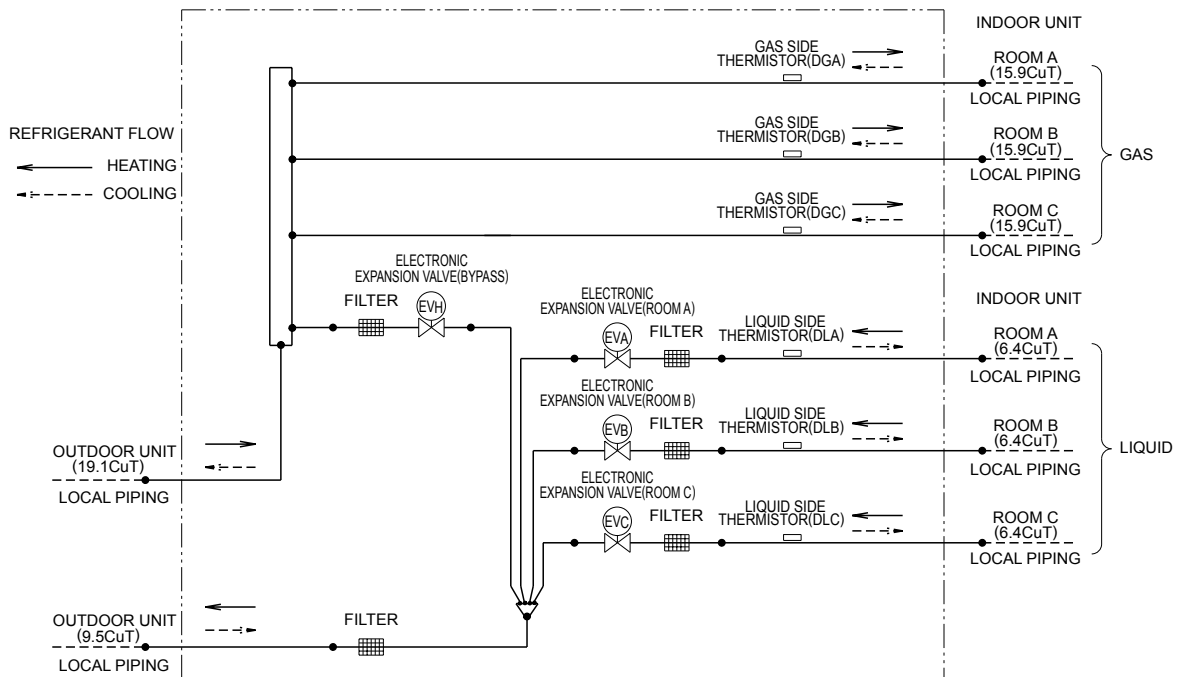 INDOOR UNIT
GAS SIDE
THERMISTOR(DGA)
ROOM A
(15.9CuT)
LOCAL PIPING
REFRIGERANT FLOW
HEATING
COOLING
GAS SIDE
THERMISTOR(DGB)
ROOM B
(15.9CuT)
LOCAL PIPING
GAS
GAS SIDE
THERMISTOR(DGC)
ROOM C
(15.9CuT)
LOCAL PIPING
ELECTRONIC
EXPANSION VALVE(BYPASS)
FILTER
EVH
INDOOR UNIT
ELECTRONIC
EXPANSION VALVE(ROOM A)
EVA
FILTER
LIQUID SIDE
THERMISTOR(DLA)
ROOM A
(6.4CuT)
LOCAL PIPING
ELECTRONIC
EXPANSION VALVE(ROOM B)
EVB
FILTER
LIQUID SIDE
THERMISTOR(DLB)
ROOM B
(6.4CuT)
LOCAL PIPING
LIQUID
OUTDOOR UNIT
(19.1CuT)
LOCAL PIPING
ELECTRONIC
EXPANSION VALVE(ROOM C)
EVC
FILTER
LIQUID SIDE
THERMISTOR(DLC)
ROOM C
(6.4CuT)
LOCAL PIPING
OUTDOOR UNIT
(9.5CuT)
LOCAL PIPING
FILTER